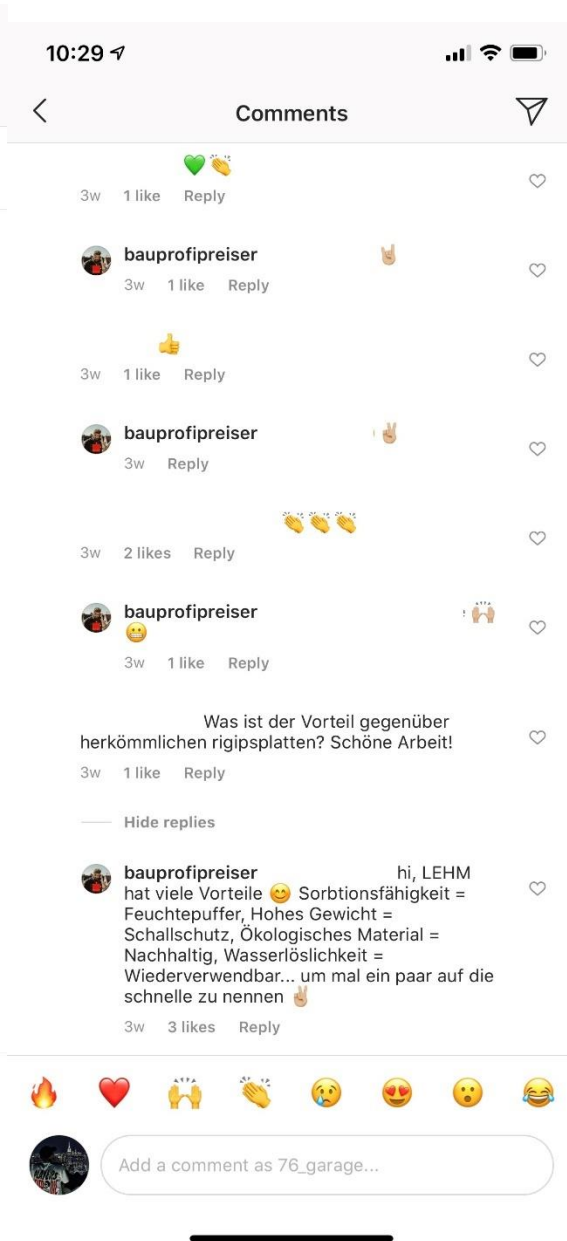 10:29
Comments
💚👏
3w 1 like Reply
bauprofipreiser 🤘🏼
3w 1 like Reply
👍
3w 1 like Reply
bauprofipreiser ✌🏼
3w Reply
👏👏👏
3w 2 likes Reply
bauprofipreiser 🙌🏼
😬
3w 1 like Reply
Was ist der Vorteil gegenüber
herkömmlichen rigipsplatten? Schöne Arbeit!
3w 1 like Reply
Hide replies
bauprofipreiser hi, LEHM
hat viele Vorteile 😊 Sorbtionsfähigkeit =
Feuchtepuffer, Hohes Gewicht =
Schallschutz, Ökologisches Material =
Nachhaltig, Wasserlöslichkeit =
Wiederverwendbar... um mal ein paar auf die
schnelle zu nennen ✌🏼
3w 3 likes Reply
🔥 ❤️ 🙌 👏 😢 😍 😮 😂
Add a comment as 76_garage...